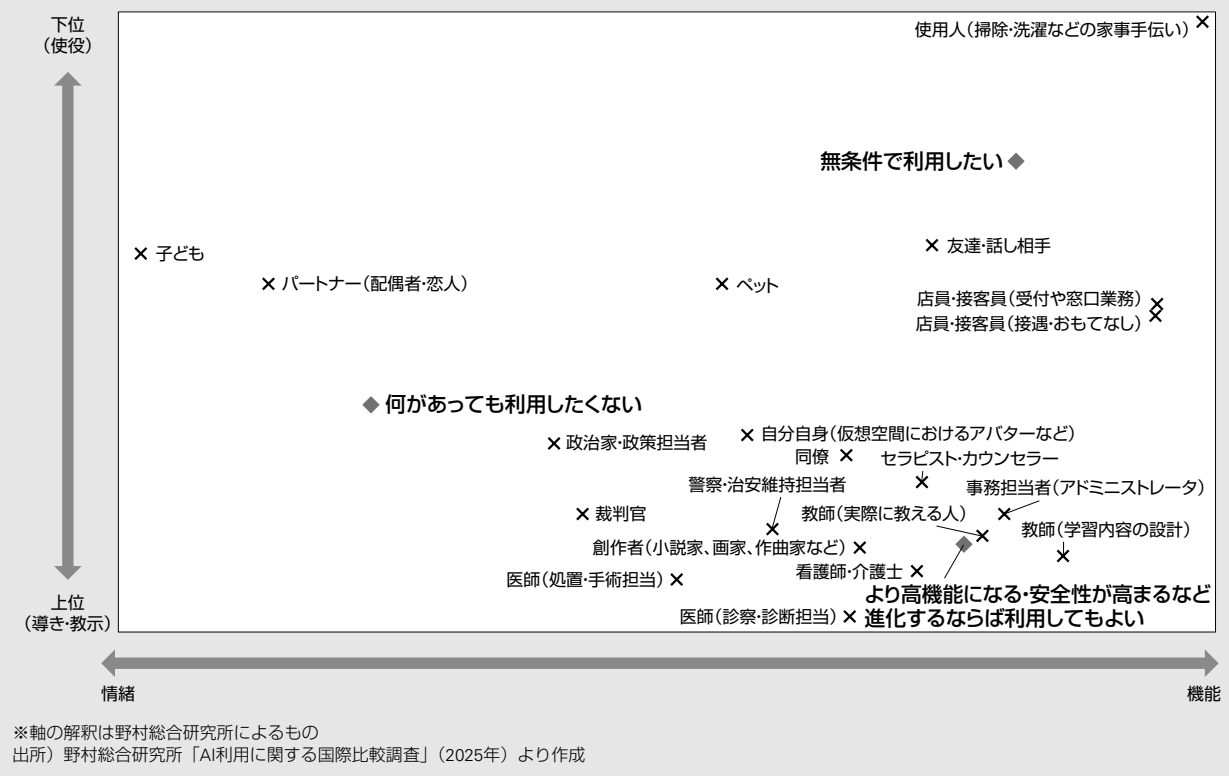 下位
（使役）
使用人（掃除・洗濯などの家事手伝い）
無条件で利用したい
友達・話し相手
子ども
パートナー（配偶者・恋人）
ペット
店員・接客員（受付や窓口業務）
店員・接客員（接遇・おもてなし）
何があっても利用したくない
自分自身（仮想空間におけるアバターなど）
政治家・政策担当者
同僚
セラピスト・カウンセラー
警察・治安維持担当者
事務担当者（アドミニストレータ）
裁判官
教師（実際に教える人）
教師（学習内容の設計）
創作者（小説家、画家、作曲家など）
看護師・介護士
医師（処置・手術担当）
より高機能になる・安全性が高まるなど
進化するならば利用してもよい
医師（診察・診断担当）
上位
（導き・教示）
情緒
機能
※軸の解釈は野村総合研究所によるもの
出所）野村総合研究所「AI利用に関する国際比較調査」（2025年）より作成